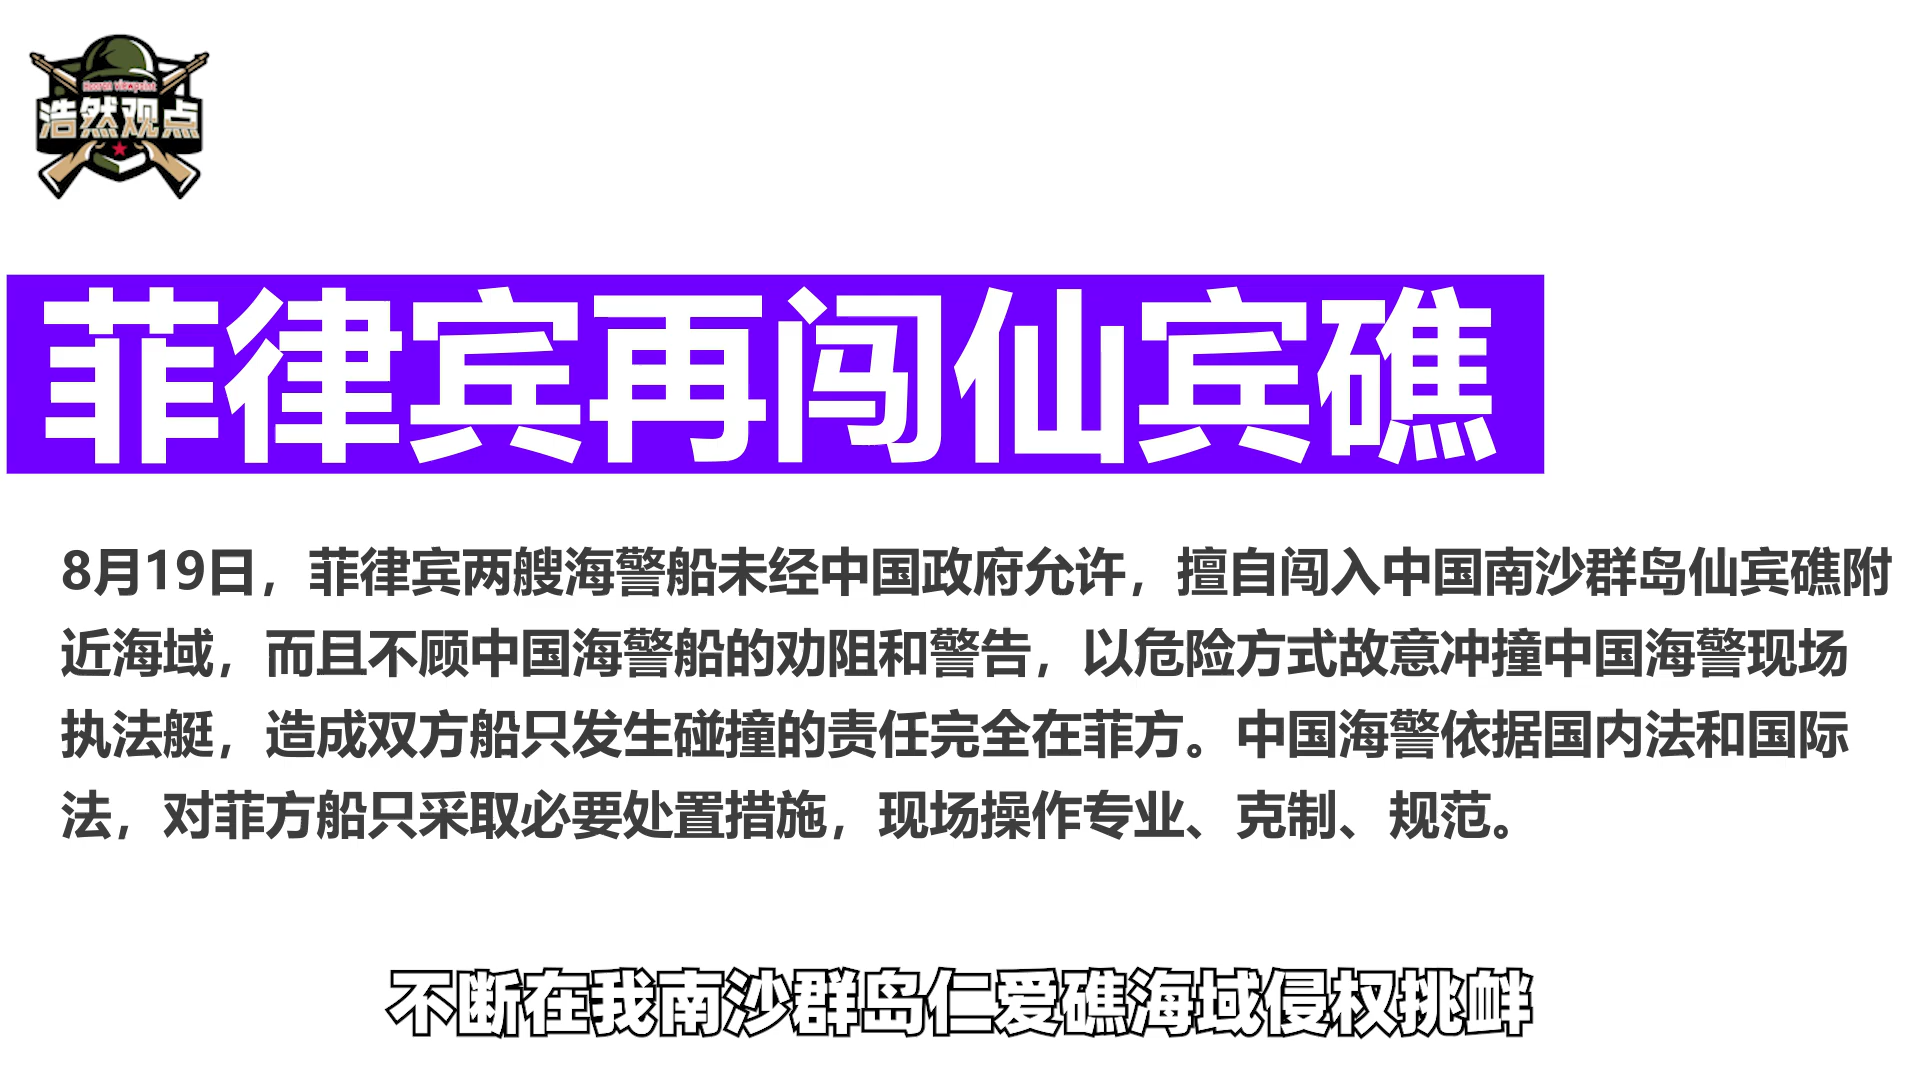 Haoran Viewpoint
浩然观点
菲律宾再闯仙宾礁
8月19日，菲律宾两艘海警船未经中国政府允许，擅自闯入中国南沙群岛仙宾礁附
近海域，而且不顾中国海警船的劝阻和警告，以危险方式故意冲撞中国海警现场
执法艇，造成双方船只发生碰撞的责任完全在菲方。中国海警依据国内法和国际
法，对菲方船只采取必要处置措施，现场操作专业、克制、规范。
不断在我南沙群岛仁爱礁海域侵权挑衅